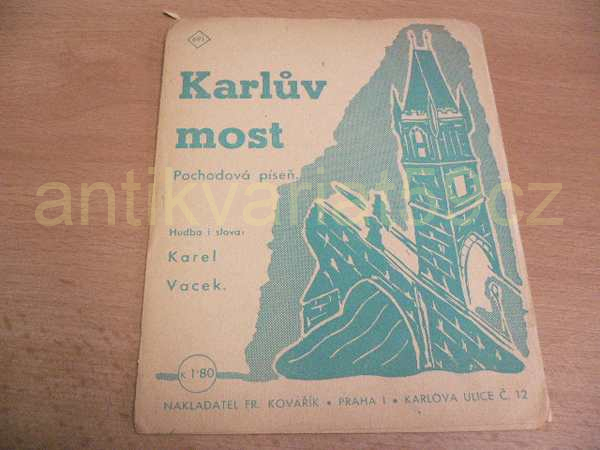 Karlův
most
Pochodová píseň.
Hudba i slova:
Karel
Vacek.
K 1·80
NAKLADATEL FR. KOVAŘÍK • PRAHA I • KARLOVA ULICE Č. 12